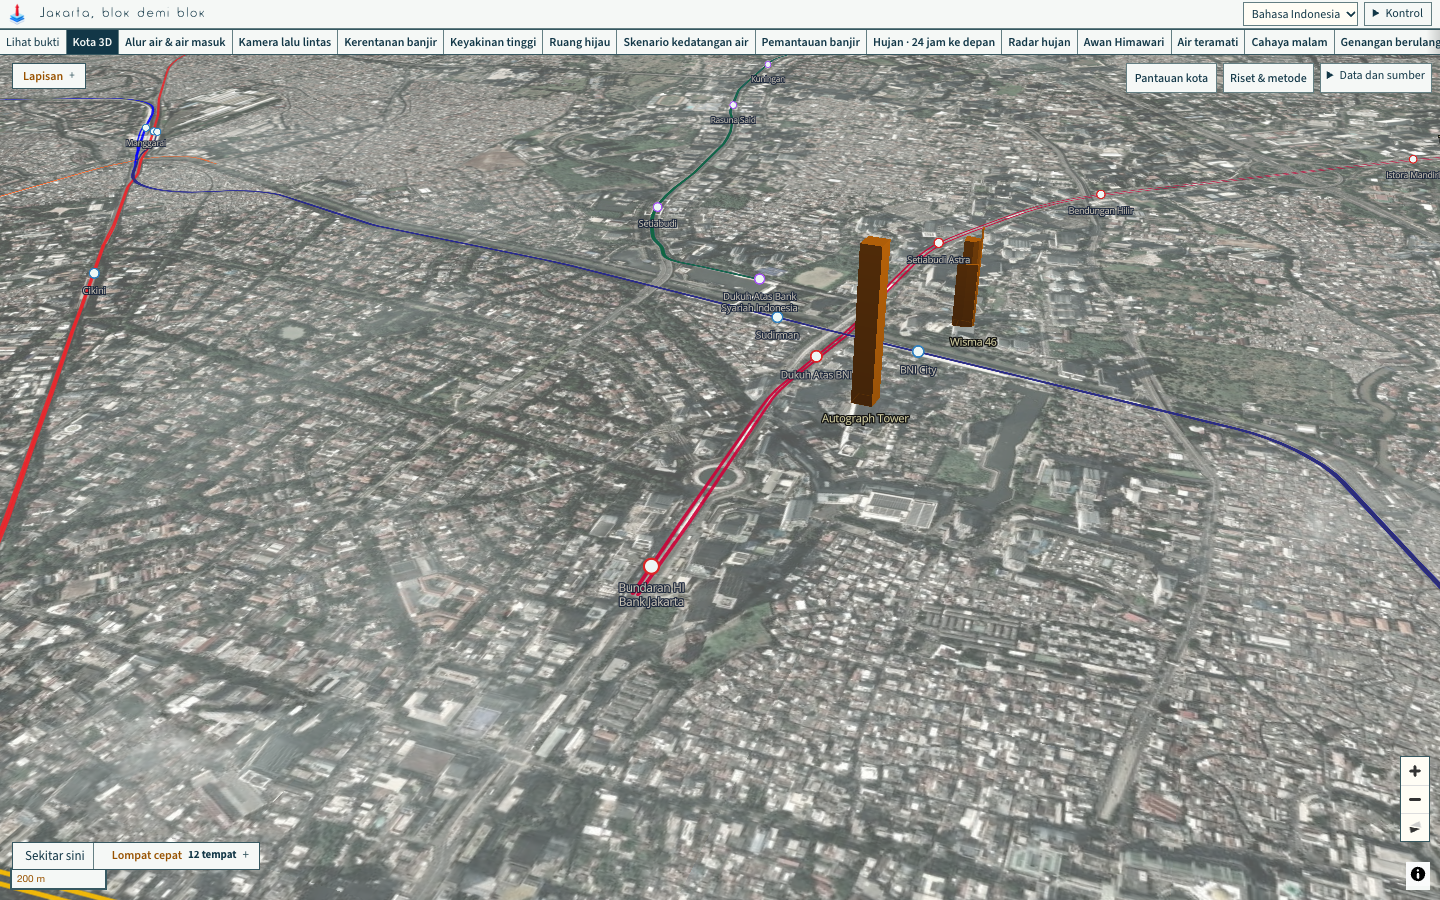 Jakarta, blok demi blok
Bahasa Indonesia
Kontrol
Lihat bukti
Kota 3D
Alur air & air masuk
Kamera lalu lintas
Kerentanan banjir
Keyakinan tinggi
Ruang hijau
Skenario kedatangan air
Pemantauan banjir
Hujan · 24 jam ke depan
Radar hujan
Awan Himawari
Air teramati
Cahaya malam
Genangan berulang
Lapisan +
Pantauan kota
Riset & metode
Data dan sumber
Kuningan
Rasuna Said
Manggarai
Istora Mandiri
Bendungan Hilir
Setiabudi
Setiabudi Astra
Cikini
Dukuh Atas Bank
Syariah Indonesia
Sudirman
Wisma 46
Dukuh Atas BNI
BNI City
Autograph Tower
Bundaran HI
Bank Jakarta
Sekitar sini
Lompat cepat 12 tempat +
200 m